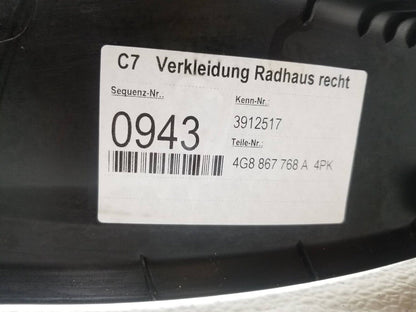 C7 Verkleidung Radhaus recht
Sequenz-Nr.:
0943
Kenn-Nr.:
3912517
Teile-Nr.:
4G8 867 768 A 4PK